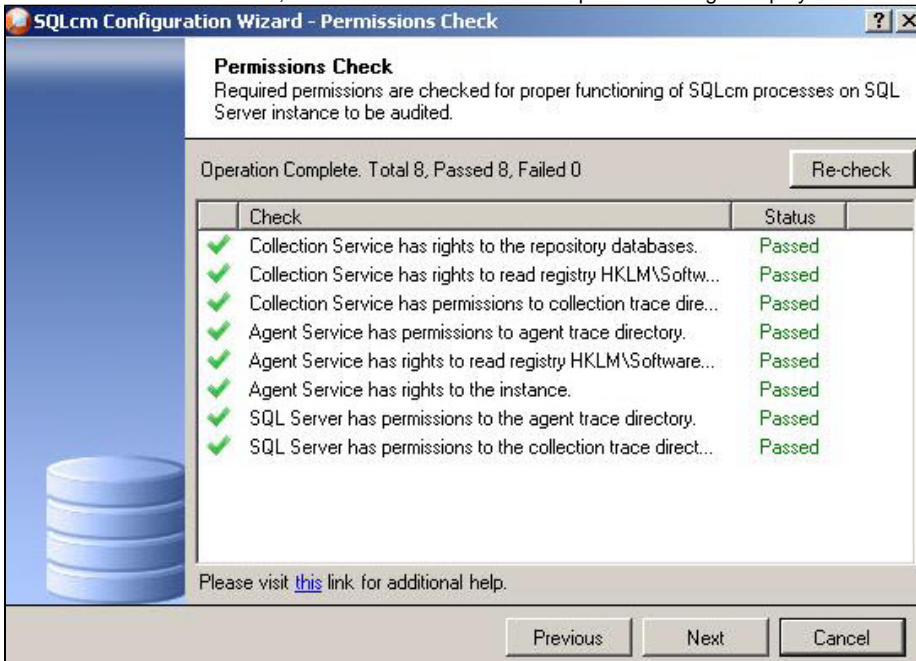 SQLcm Configuration Wizard - Permissions Check
? X
Permissions Check
Required permissions are checked for proper functioning of SQLcm processes on SQL
Server instance to be audited.
Operation Complete. Total 8, Passed 8, Failed 0
Re-check
Check Status
Collection Service has rights to the repository databases. Passed
Collection Service has rights to read registry HKLM\Softw... Passed
Collection Service has permissions to collection trace dire... Passed
Agent Service has permissions to agent trace directory. Passed
Agent Service has rights to read registry HKLM\Software... Passed
Agent Service has rights to the instance. Passed
SQL Server has permissions to the agent trace directory. Passed
SQL Server has permissions to the collection trace direct... Passed
Please visit this link for additional help.
Previous Next Cancel